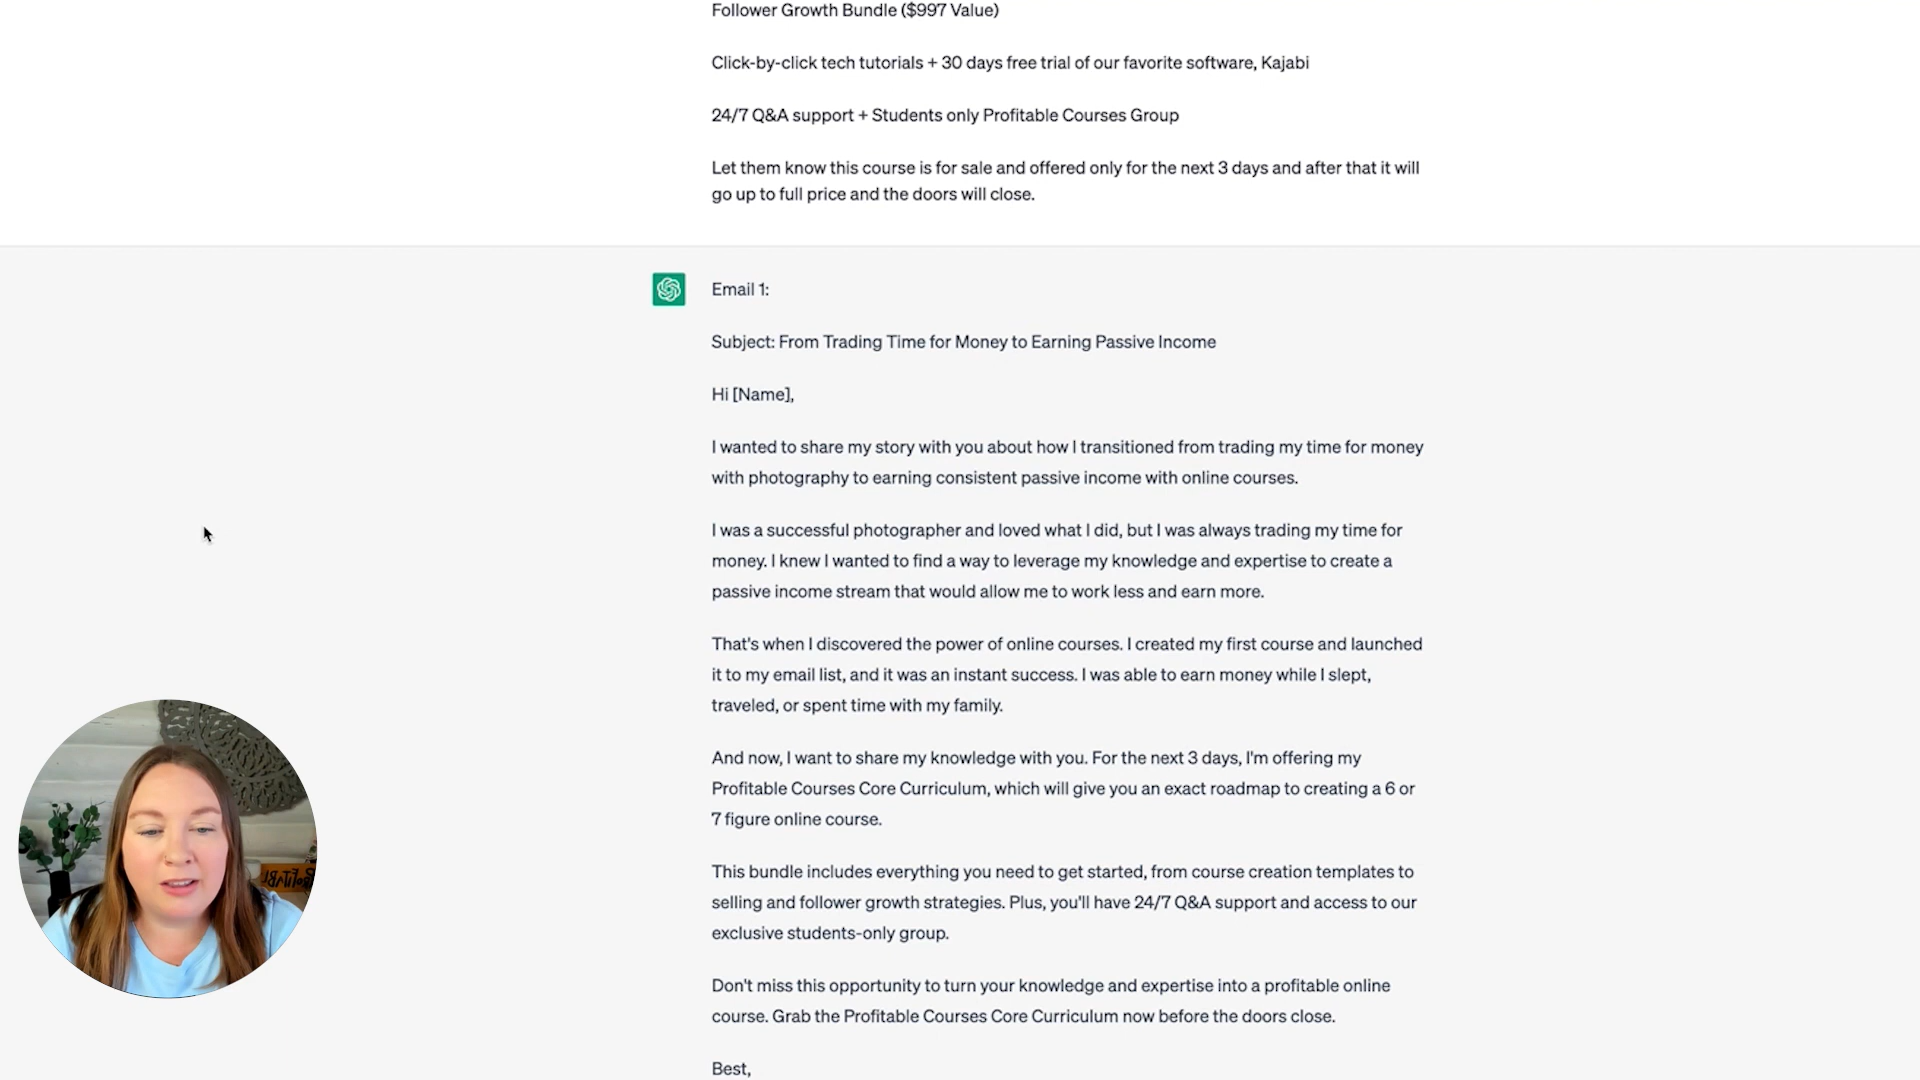 Follower Growth Bundle ($997 Value)
Click-by-click tech tutorials + 30 days free trial of our favorite software, Kajabi
24/7 Q&A support + Students only Profitable Courses Group
Let them know this course is for sale and offered only for the next 3 days and after that it will
go up to full price and the doors will close.
Email 1:
Subject: From Trading Time for Money to Earning Passive Income
Hi [Name],
I wanted to share my story with you about how I transitioned from trading my time for money
with photography to earning consistent passive income with online courses.
I was a successful photographer and loved what I did, but I was always trading my time for
money. I knew I wanted to find a way to leverage my knowledge and expertise to create a
passive income stream that would allow me to work less and earn more.
That's when I discovered the power of online courses. I created my first course and launched
it to my email list, and it was an instant success. I was able to earn money while I slept,
traveled, or spent time with my family.
And now, I want to share my knowledge with you. For the next 3 days, I'm offering my
Profitable Courses Core Curriculum, which will give you an exact roadmap to creating a 6 or
7 figure online course.
This bundle includes everything you need to get started, from course creation templates to
selling and follower growth strategies. Plus, you'll have 24/7 Q&A support and access to our
exclusive students-only group.
Don't miss this opportunity to turn your knowledge and expertise into a profitable online
course. Grab the Profitable Courses Core Curriculum now before the doors close.
Best,